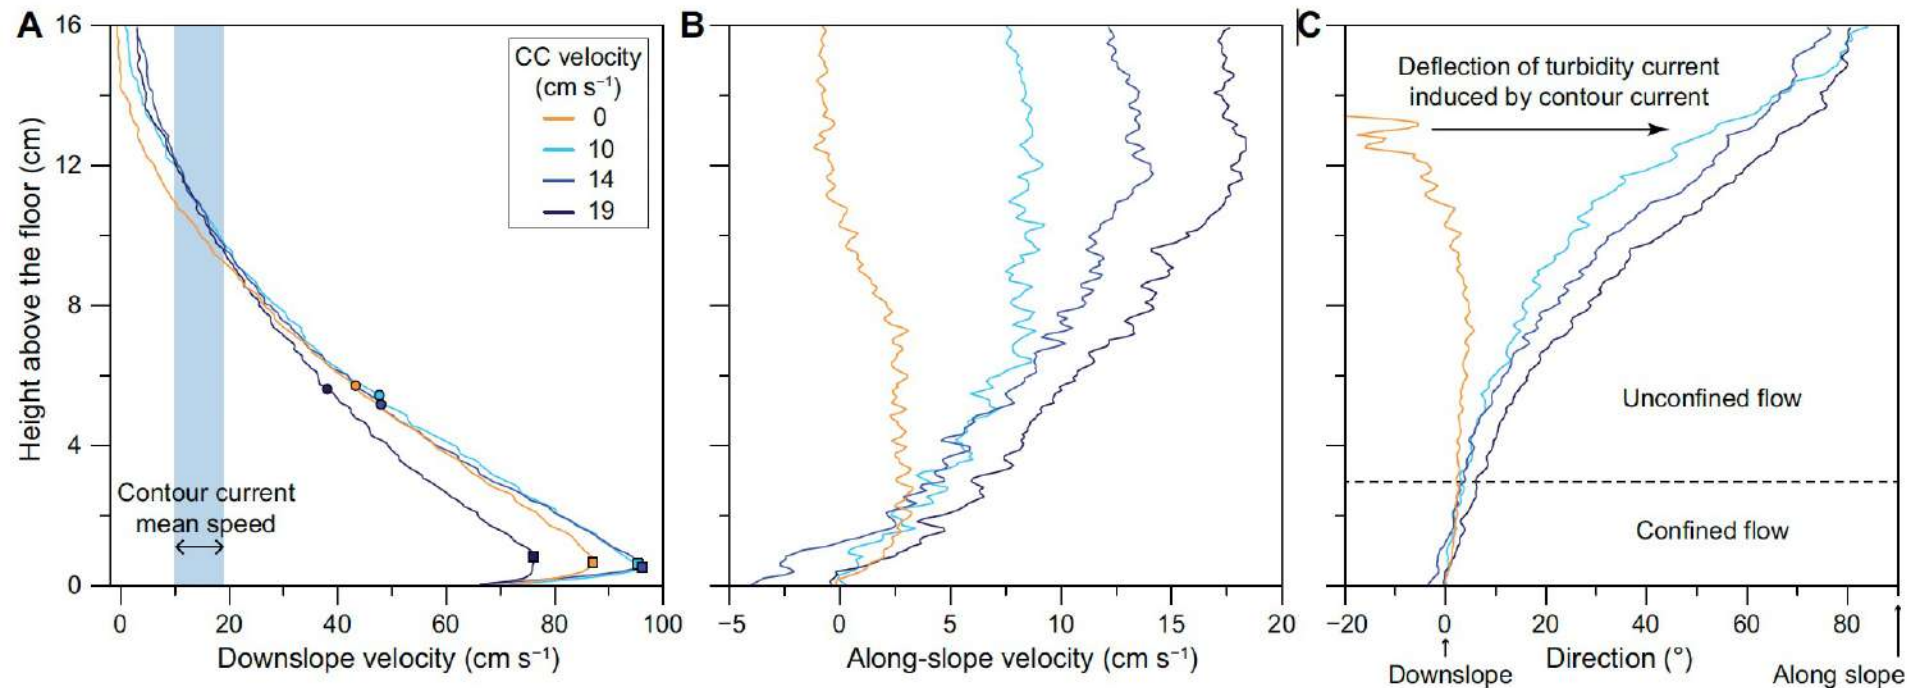 A
B
C
16
12
8
4
0
Height above the floor (cm)
CC velocity
(cm s⁻¹)
0
10
14
19
Contour current
mean speed
0
20
40
60
80
100
Downslope velocity (cm s⁻¹)
−5
0
5
10
15
20
Along-slope velocity (cm s⁻¹)
Deflection of turbidity current
induced by contour current
Unconfined flow
Confined flow
−20
0
20
40
60
80
Direction (°)
Downslope
Along slope